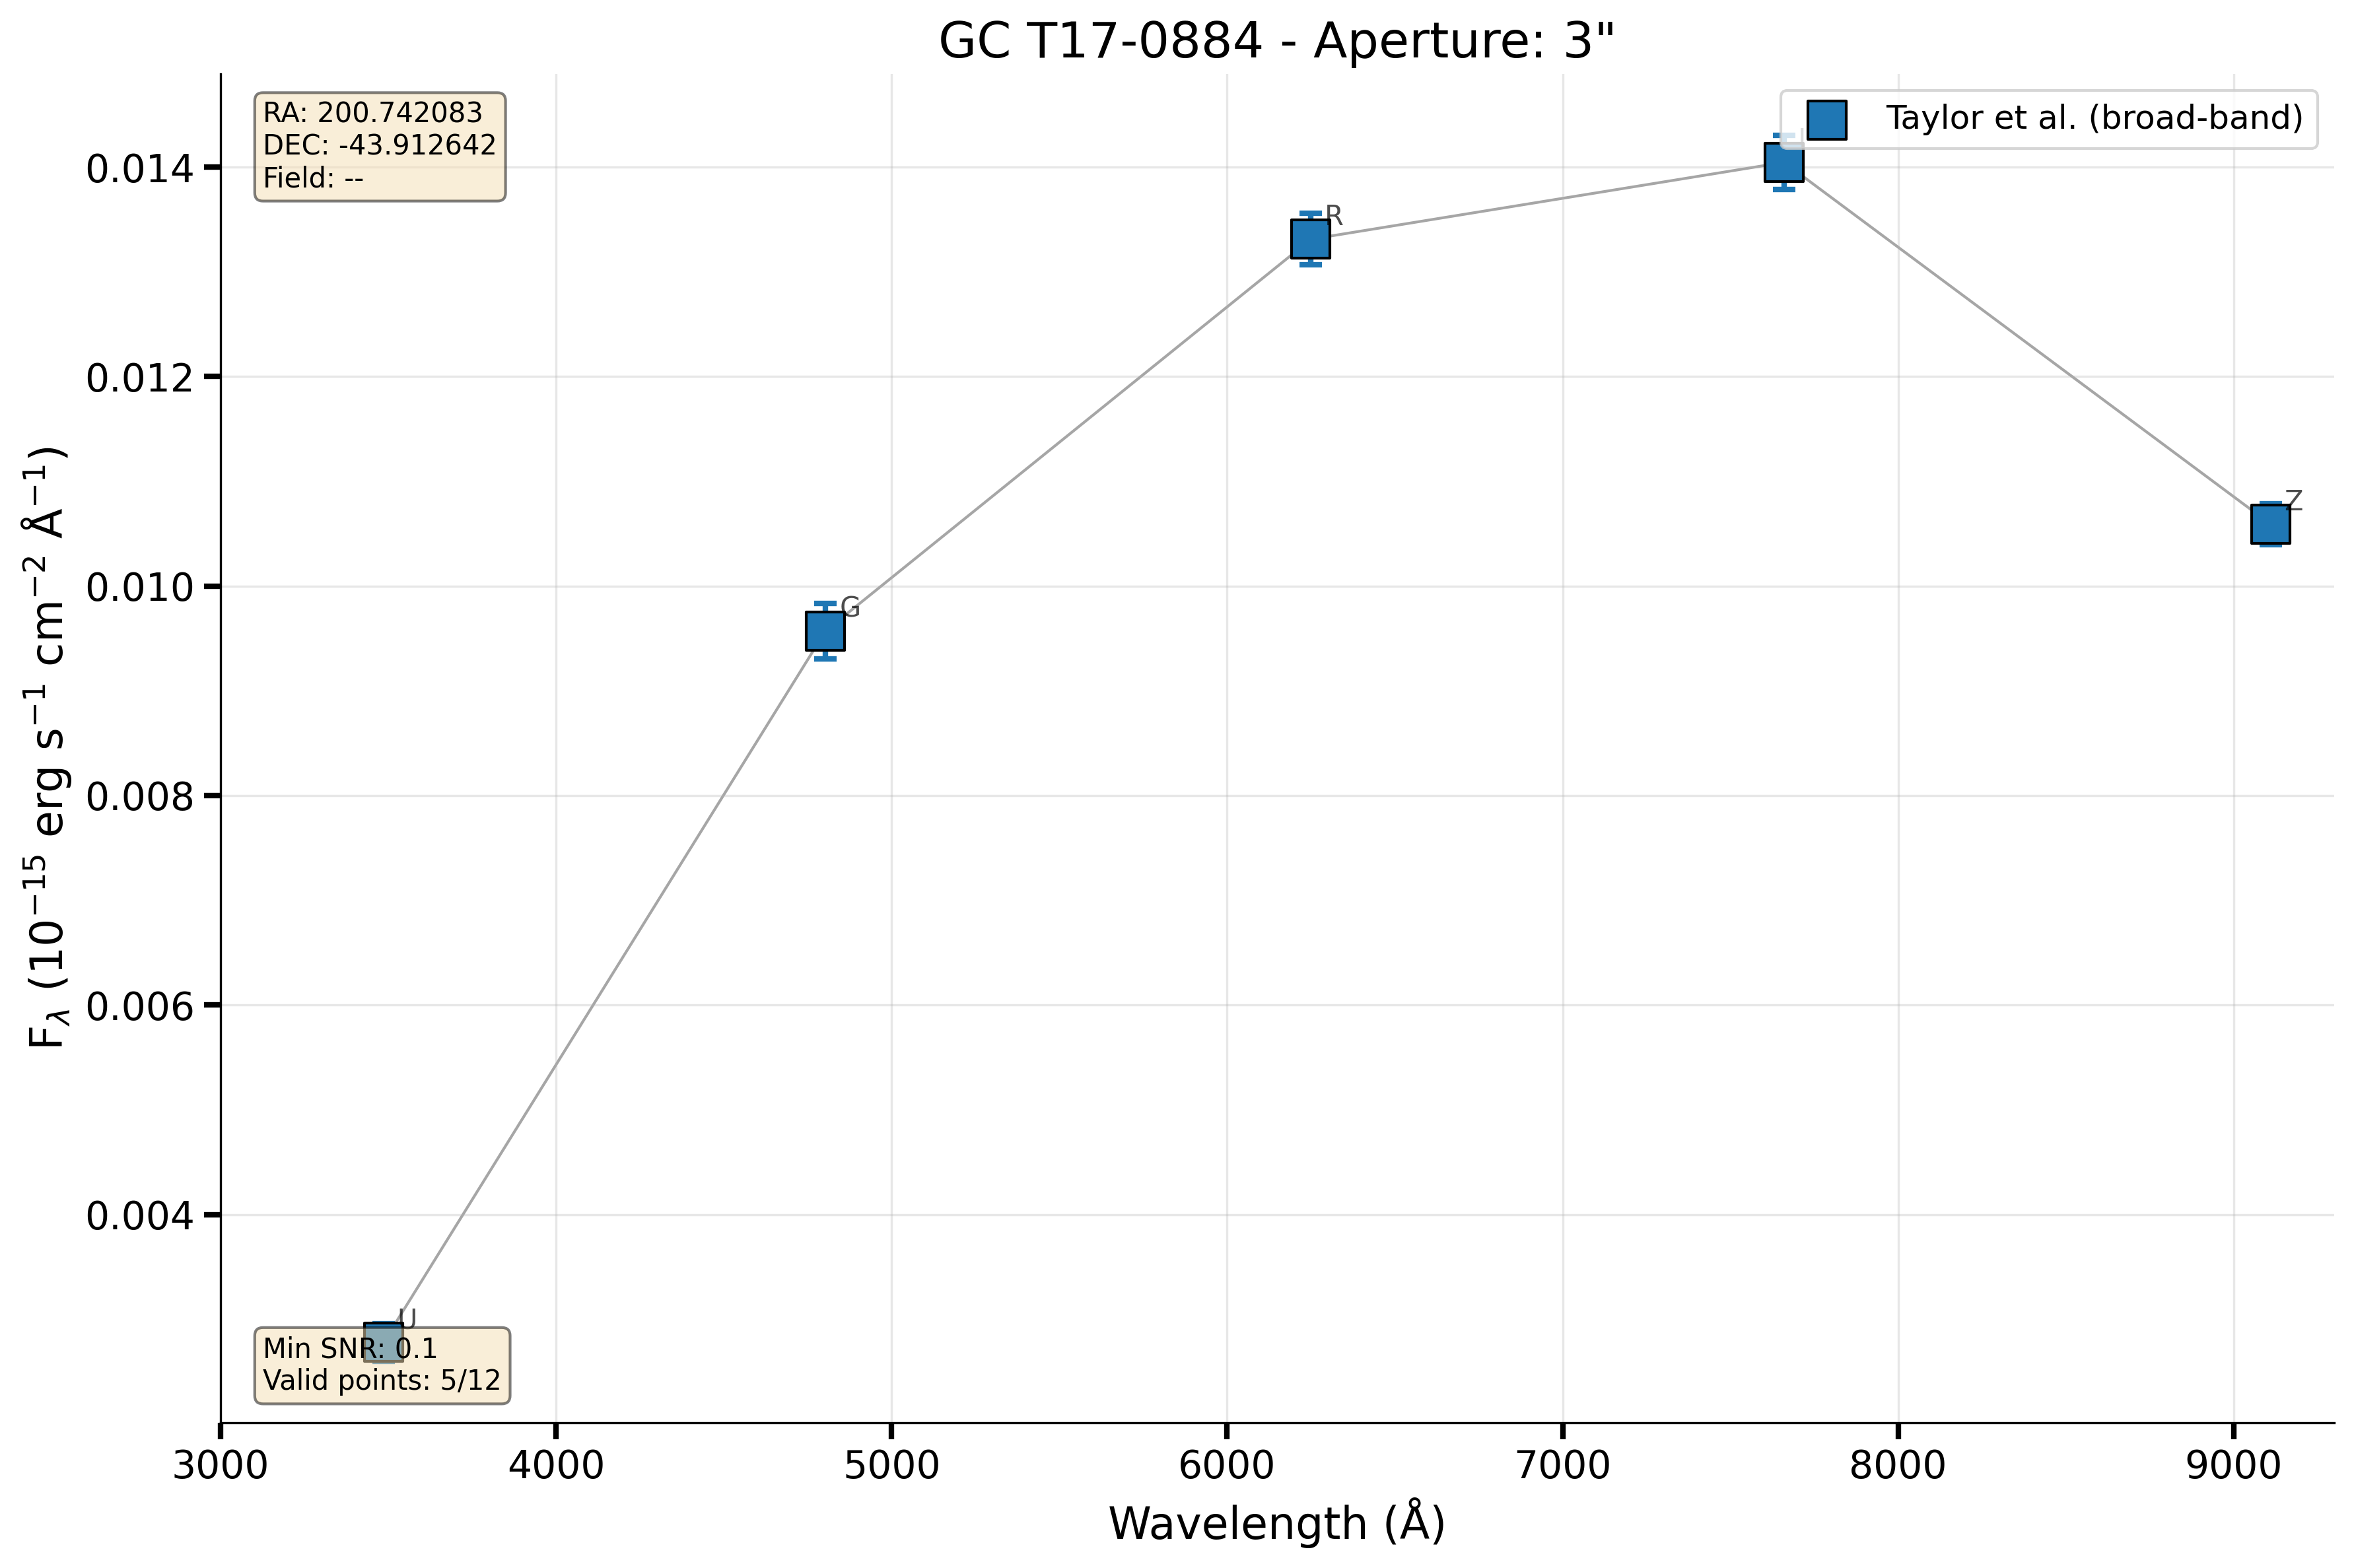 GC T17-0884 - Aperture: 3"
RA: 200.742083
DEC: -43.912642
Field: --
Taylor et al. (broad-band)
0.014
0.012
0.010
0.008
0.006
0.004
F_λ (10⁻¹⁵ erg s⁻¹ cm⁻² Å⁻¹)
R
Z
G
U
Min SNR: 0.1
Valid points: 5/12
3000 4000 5000 6000 7000 8000 9000
Wavelength (Å)